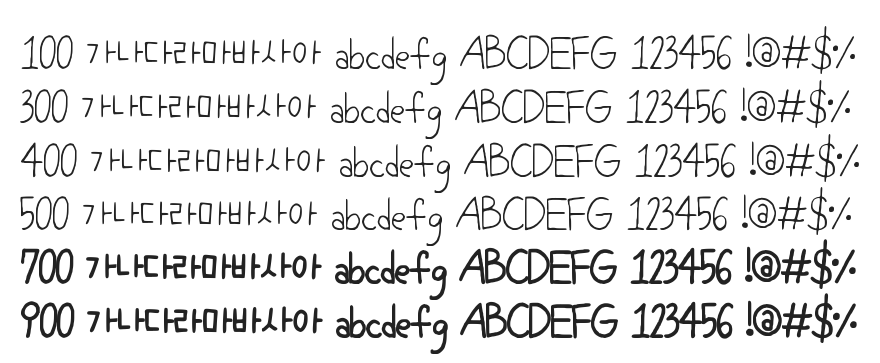 100 가나다라마바사아 abcdefg ABCDEFG 123456 !@#$%
300 가나다라마바사아 abcdefg ABCDEFG 123456 !@#$%
400 가나다라마바사아 abcdefg ABCDEFG 123456 !@#$%
500 가나다라마바사아 abcdefg ABCDEFG 123456 !@#$%
700 가나다라마바사아 abcdefg ABCDEFG 123456 !@#$%
900 가나다라마바사아 abcdefg ABCDEFG 123456 !@#$%